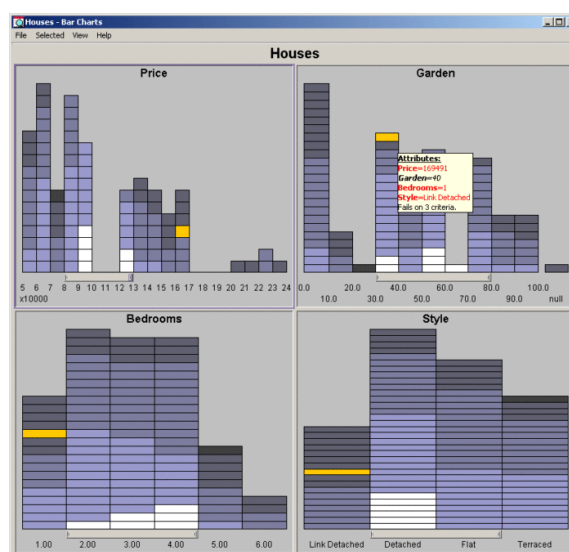 Houses - Bar Charts
File Selected View Help
Houses
Price
5 6 7 8 9 10 11 12 13 14 15 16 17 18 19 20 21 22 23 24
x10000
Garden
Attributes:
Price=169491
Garden=40
Bedrooms=1
Style=Link Detached
Fails on 3 criteria.
0.0 20.0 40.0 60.0 80.0 100.0
10.0 30.0 50.0 70.0 90.0 null
Bedrooms
1.00 2.00 3.00 4.00 5.00 6.00
Style
Link Detached Detached Flat Terraced